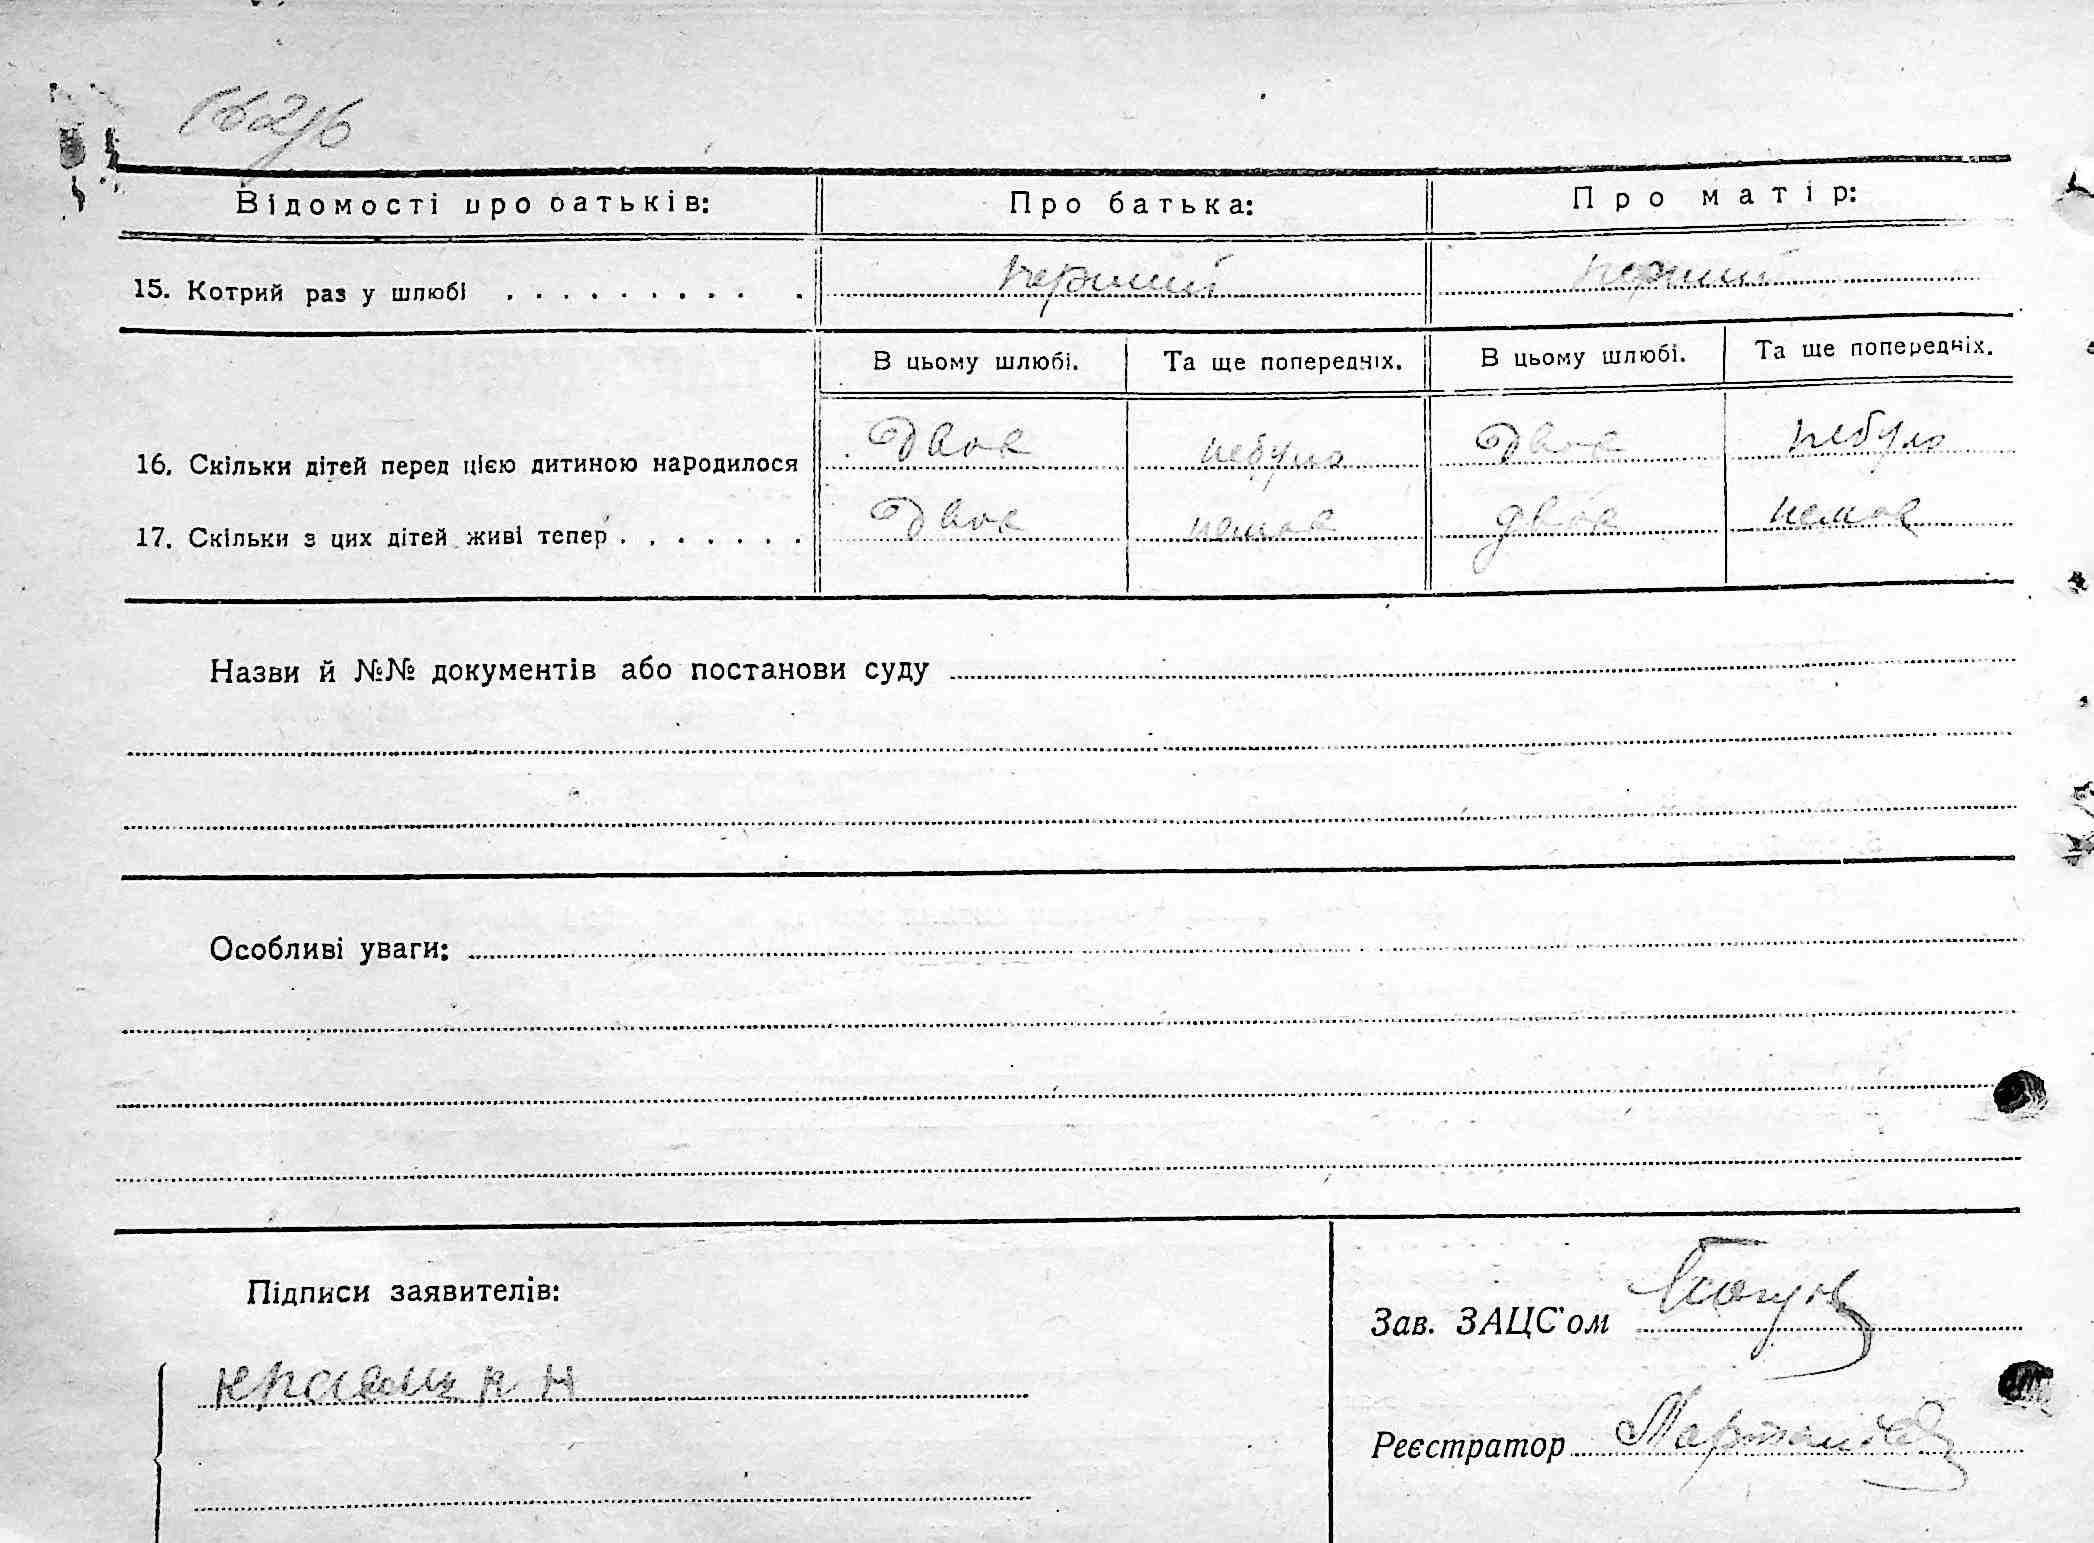 Відомості про батьків: Про батька: Про матір:
15. Котрий раз у шлюбі . . . . . . . . . . перший перший
В цьому шлюбі. Та ще попередніх. В цьому шлюбі. Та ще попередніх.
16. Скільки дітей перед цією дитиною народилося Двоє небуло Двоє небуло
17. Скільки з цих дітей живі тепер . . . . . . . Двоє немає двоє немає
Назви й №№ документів або постанови суду
Особливі уваги:
Підписи заявителів:
Зав. ЗАЦС'ом
Реєстратор